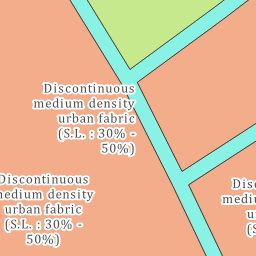 Discontinuous
medium density
urban fabric
(S.L. : 30% -
50%)
Discontinuous
medium density
urban fabric
(S.L. : 30% -
50%)